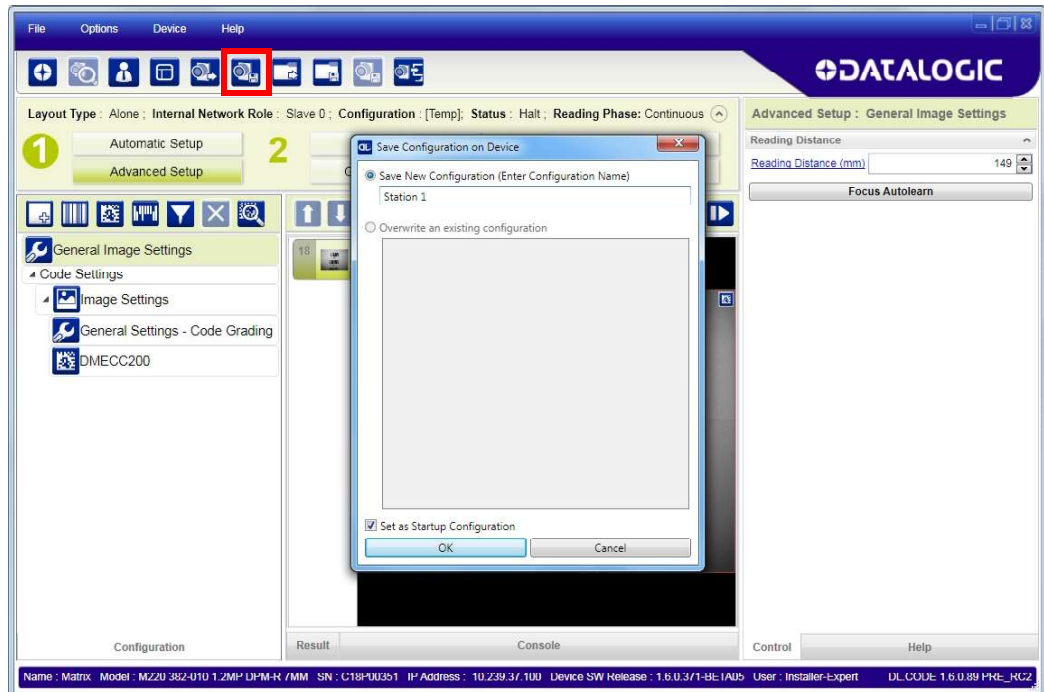 File Options Device Help
DATALOGIC
Layout Type : Alone ; Internal Network Role : Slave 0 ; Configuration : [Temp]; Status : Halt ; Reading Phase: Continuous
1
Automatic Setup
Advanced Setup
2
Save Configuration on Device
Save New Configuration (Enter Configuration Name)
Station 1
Overwrite an existing configuration
Set as Startup Configuration
OK Cancel
General Image Settings
Code Settings
Image Settings
General Settings - Code Grading
DMECC200
18
Configuration
Result Console
Advanced Setup : General Image Settings
Reading Distance
Reading Distance (mm) 149
Focus Autolearn
Control Help
Name : Matrix Model : M220 382-010 1.2MP DPM-R 7MM SN : C18P00351 IP Address : 10.239.37.100 Device SW Release : 1.6.0.371-BETA05 User : Installer-Expert DL.CODE 1.6.0.89 PRE_RC2